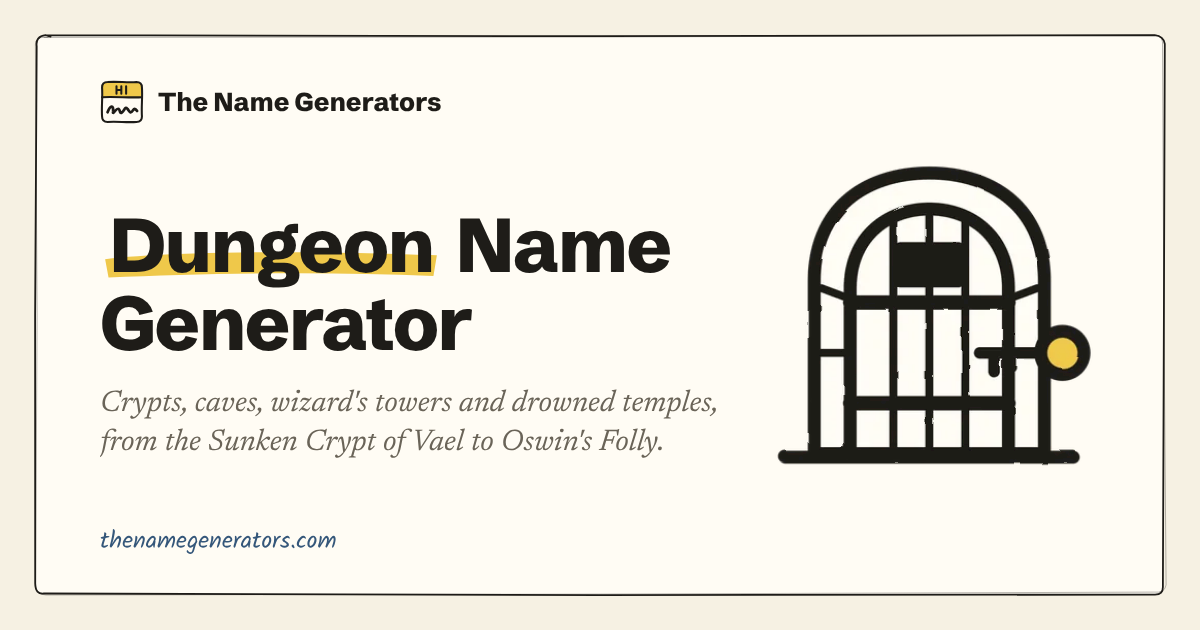 HI
The Name Generators
Dungeon Name
Generator
Crypts, caves, wizard's towers and drowned temples,
from the Sunken Crypt of Vael to Oswin's Folly.
thenamegenerators.com